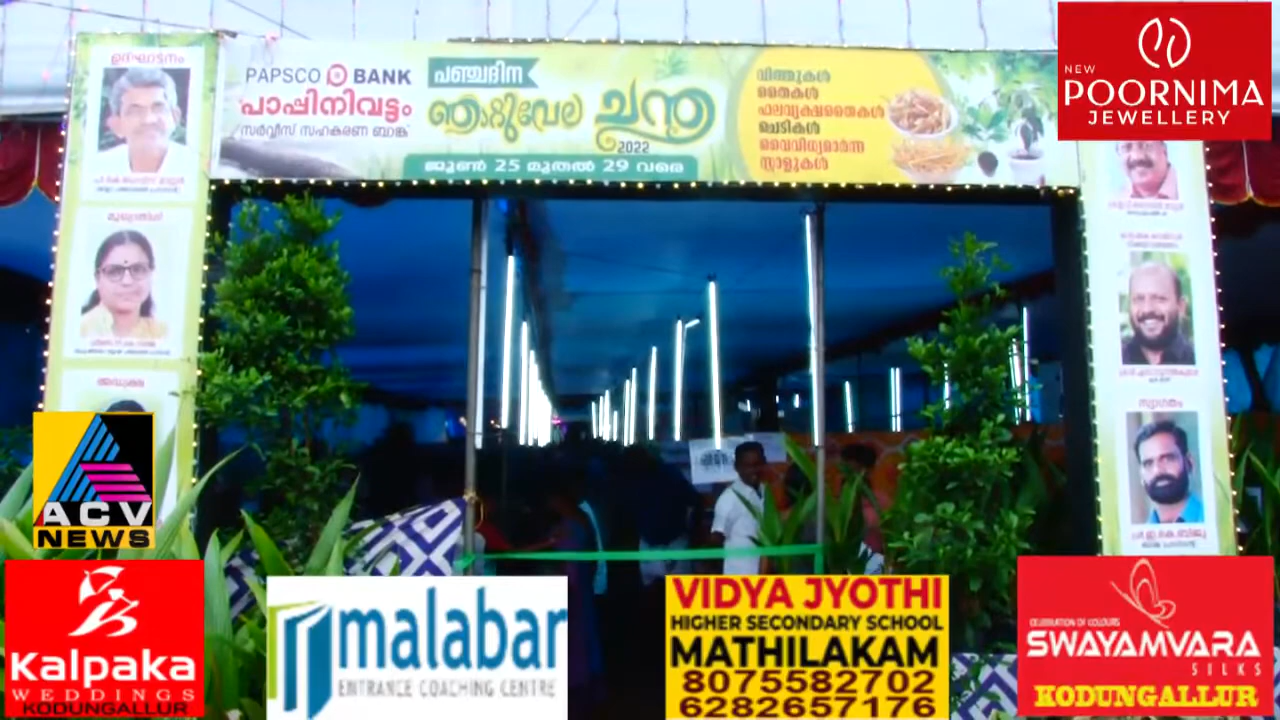 ഉദ്ഘാടനം
PAPSCO BANK
പാപ്പിനിവട്ടം
സർവ്വീസ് സഹകരണ ബാങ്ക്
പഞ്ചദിന
ഞാറ്റുവേല ചന്ത
2022
ജൂൺ 25 മുതൽ 29 വരെ
വിത്തുകൾ
തൈകൾ
ഫലവൃക്ഷതൈകൾ
ചെടികൾ
വൈവിധ്യമാർന്ന
സ്റ്റാളുകൾ
NEW
POORNIMA
JEWELLERY
മുഖ്യാതിഥി
അദ്ധ്യക്ഷ
സ്വാഗതം
ശ്രീ.ഇ.കെ.ബിജു
ACV
NEWS
Kalpaka
WEDDINGS
KODUNGALLUR
malabar
ENTRANCE COACHING CENTRE
VIDYA JYOTHI
HIGHER SECONDARY SCHOOL
MATHILAKAM
8075582702
6282657176
CELEBRATION OF COLOURS
SWAYAMVARA
SILKS
KODUNGALLUR